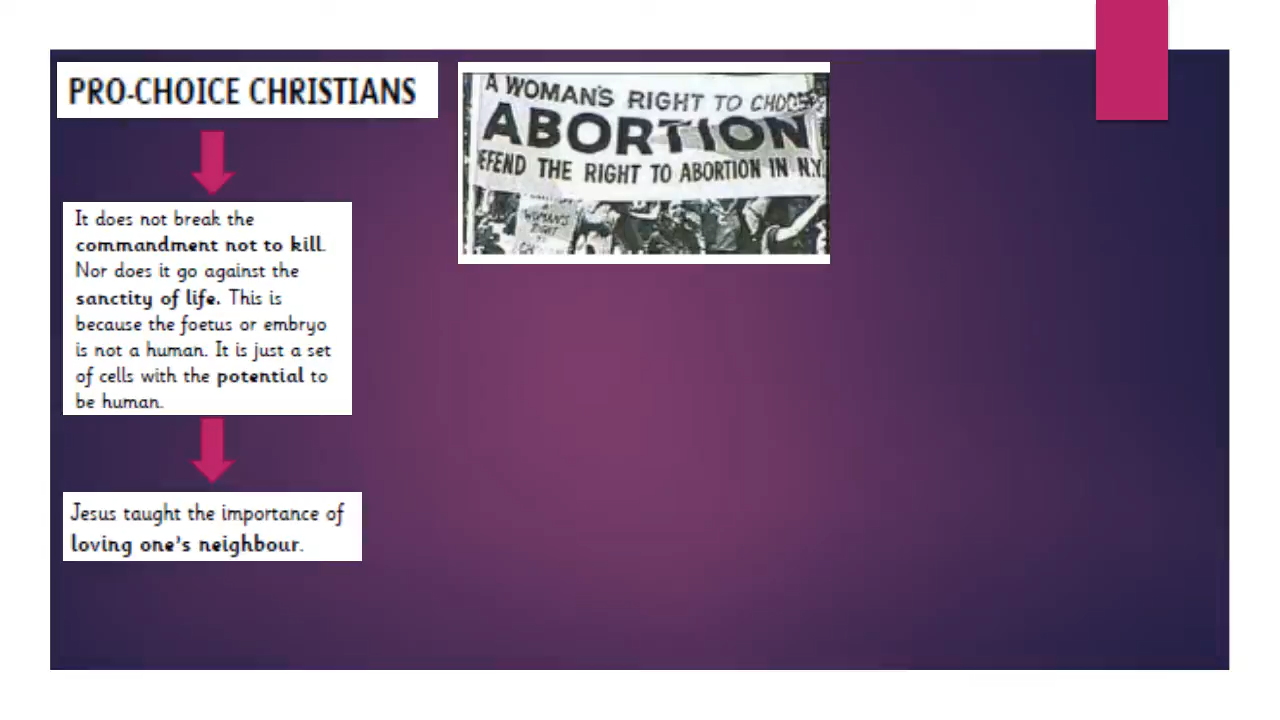 PRO-CHOICE CHRISTIANS
It does not break the
commandment not to kill.
Nor does it go against the
sanctity of life. This is
because the foetus or embryo
is not a human. It is just a set
of cells with the potential to
be human.
Jesus taught the importance of
loving one's neighbour.
A WOMAN'S RIGHT TO CHOOSE
ABORTION
EFEND THE RIGHT TO ABORTION IN N.Y.
WOMAN'S
RIGHT